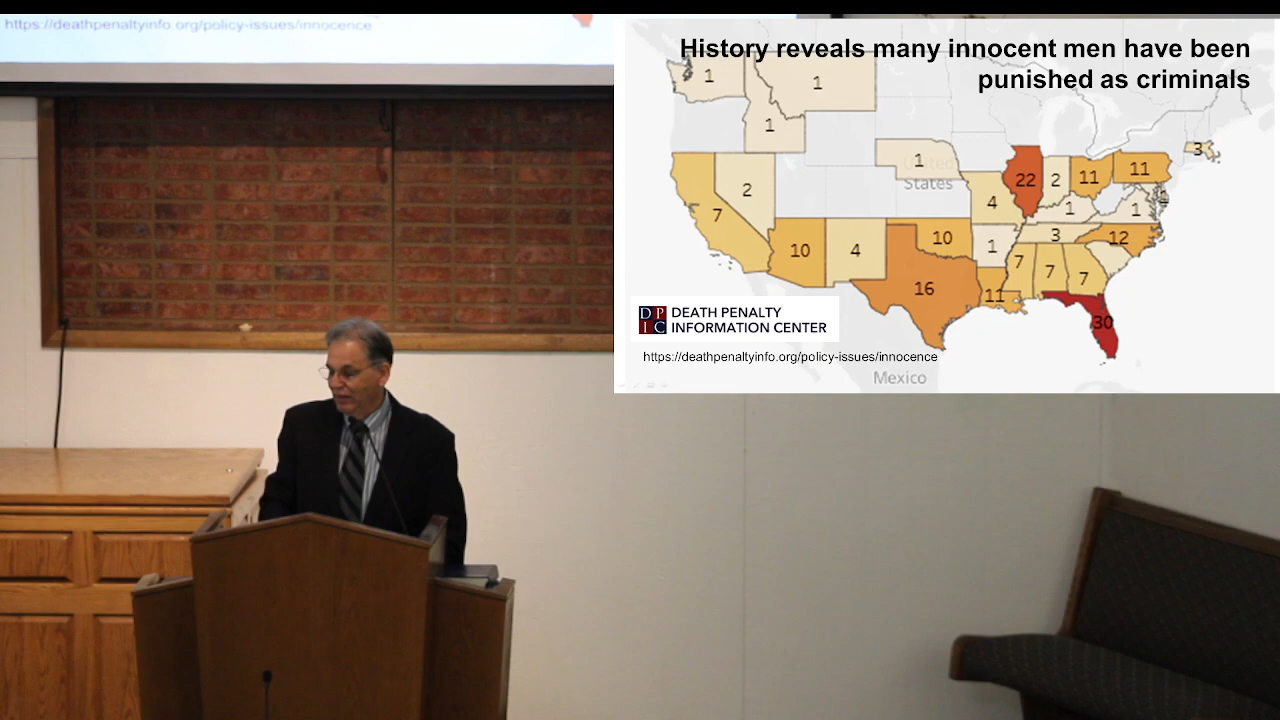 https://deathpenaltyinfo.org/policy-issues/innocence
History reveals many innocent men have been
punished as criminals
1
1
1
1
United
States
2
7
10
4
10
16
4
1
11
22
2
11
11
3
1
1
3
12
7
7
7
30
DPIC
DEATH PENALTY
INFORMATION CENTER
https://deathpenaltyinfo.org/policy-issues/innocence
Mexico